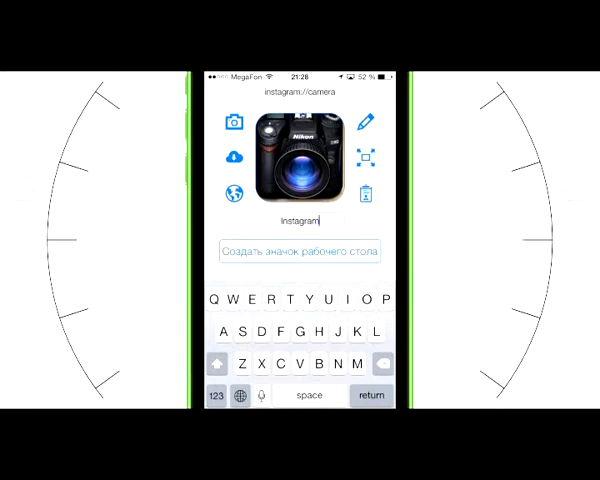 MegaFon 21:28 52 %
instagram://camera
Nikon
Instagram
Создать значок рабочего стола
Q W E R T Y U I O P
A S D F G H J K L
Z X C V B N M
123 space return